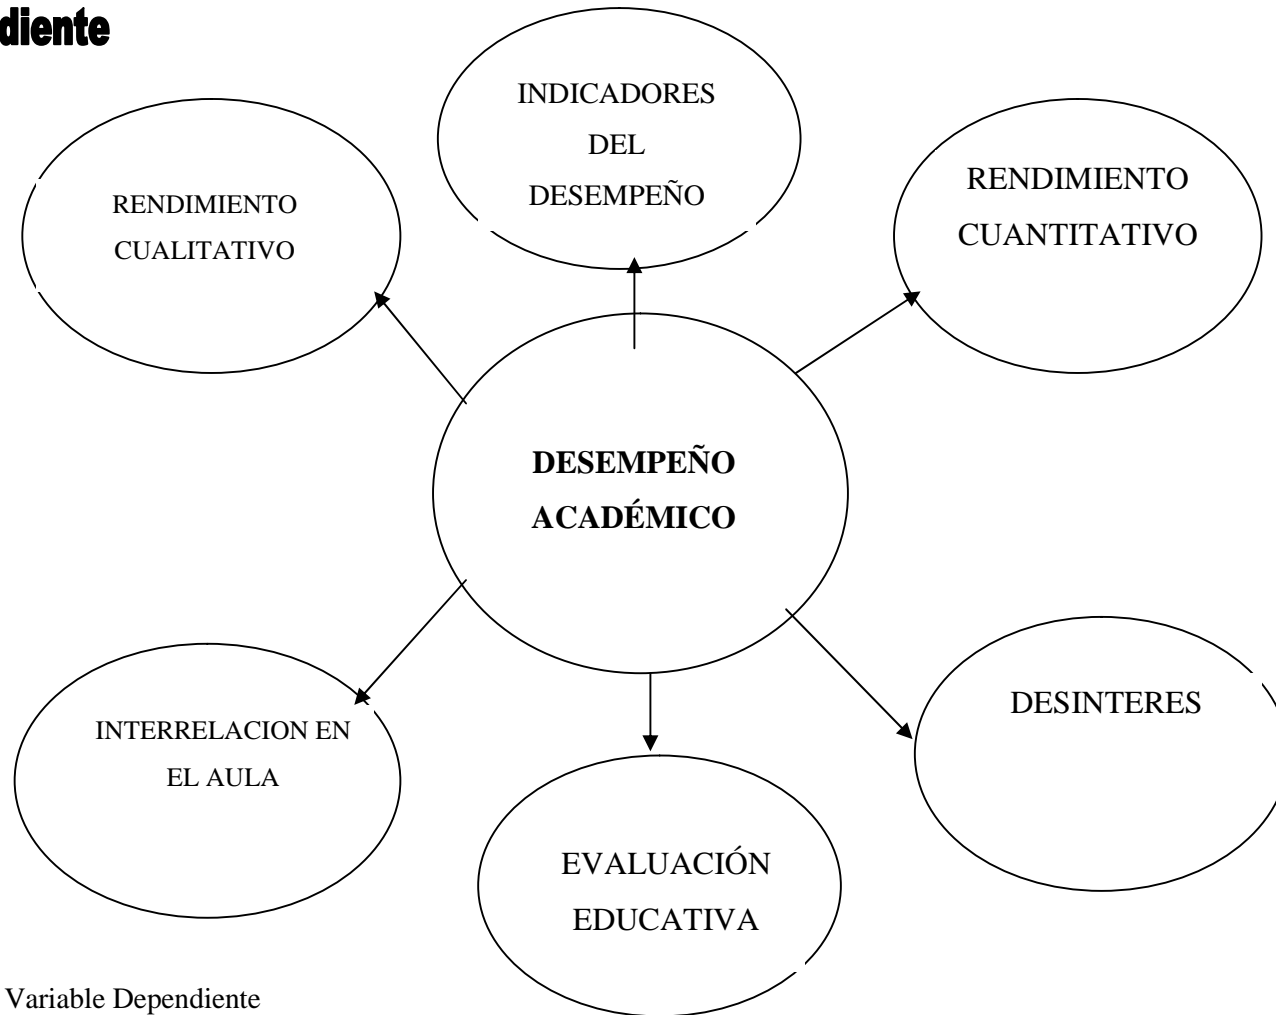 diente
INDICADORES
DEL
DESEMPEÑO
RENDIMIENTO
CUALITATIVO
RENDIMIENTO
CUANTITATIVO
DESEMPEÑO
ACADÉMICO
INTERRELACION EN
EL AULA
DESINTERES
EVALUACIÓN
EDUCATIVA
Variable Dependiente